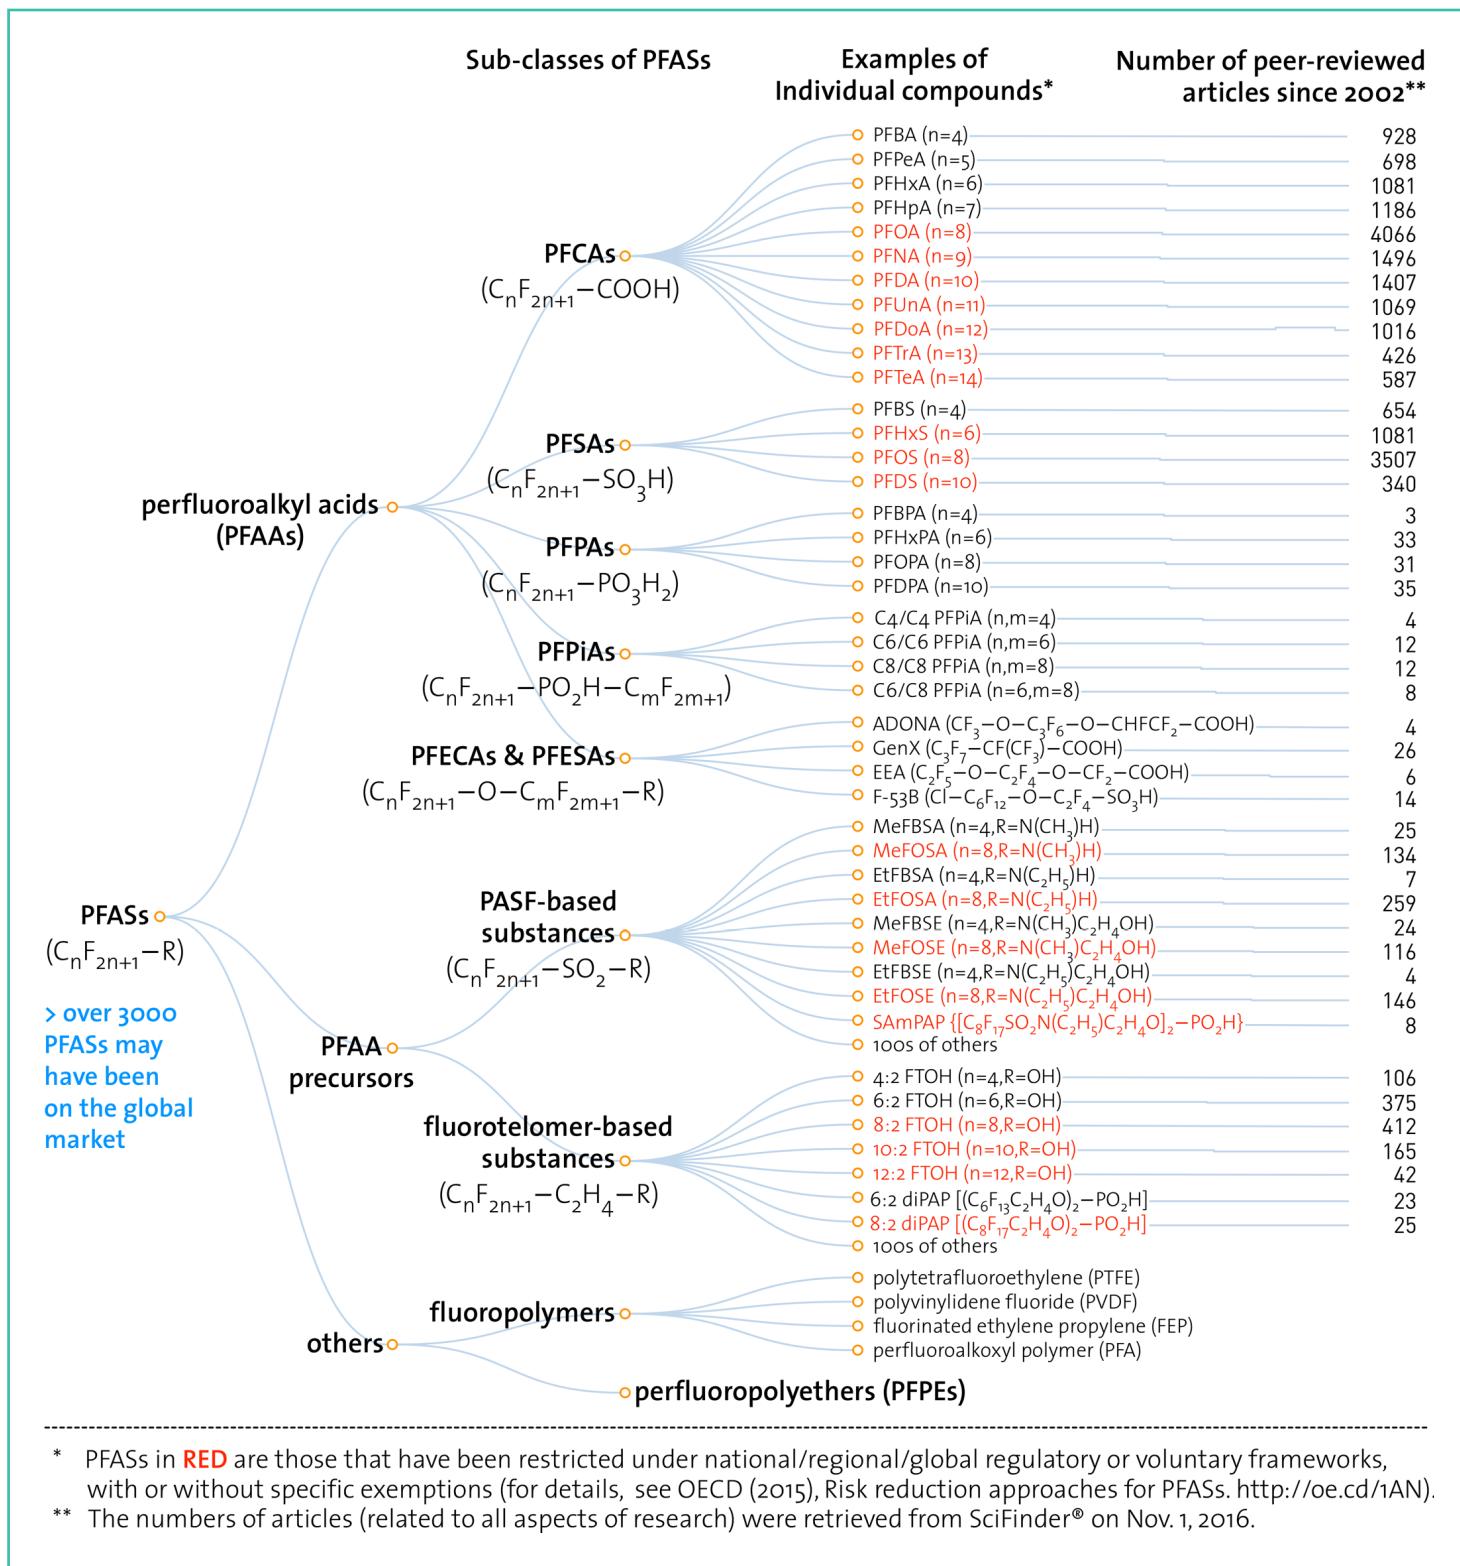 Sub-classes of PFASs
Examples of
Individual compounds*
Number of peer-reviewed
articles since 2002**
PFASs
(CₙF₂ₙ₊₁–R)
> over 3000
PFASs may
have been
on the global
market
perfluoroalkyl acids
(PFAAs)
PFCAs
(CₙF₂ₙ₊₁–COOH)
PFBA (n=4) 928
PFPeA (n=5) 698
PFHxA (n=6) 1081
PFHpA (n=7) 1186
PFOA (n=8) 4066
PFNA (n=9) 1496
PFDA (n=10) 1407
PFUnA (n=11) 1069
PFDoA (n=12) 1016
PFTrA (n=13) 426
PFTeA (n=14) 587
PFSAs
(CₙF₂ₙ₊₁–SO₃H)
PFBS (n=4) 654
PFHxS (n=6) 1081
PFOS (n=8) 3507
PFDS (n=10) 340
PFPAs
(CₙF₂ₙ₊₁–PO₃H₂)
PFBPA (n=4) 3
PFHxPA (n=6) 33
PFOPA (n=8) 31
PFDPA (n=10) 35
PFPiAs
(CₙF₂ₙ₊₁–PO₂H–CₘF₂ₘ₊₁)
C4/C4 PFPiA (n,m=4) 4
C6/C6 PFPiA (n,m=6) 12
C8/C8 PFPiA (n,m=8) 12
C6/C8 PFPiA (n=6,m=8) 8
PFECAs & PFESAs
(CₙF₂ₙ₊₁–O–CₘF₂ₘ₊₁–R)
ADONA (CF₃–O–C₃F₆–O–CHFCF₂–COOH) 4
GenX (C₃F₇–CF(CF₃)–COOH) 26
EEA (C₂F₅–O–C₂F₄–O–CF₂–COOH) 6
F-53B (Cl–C₆F₁₂–O–C₂F₄–SO₃H) 14
PFAA
precursors
PASF-based
substances
(CₙF₂ₙ₊₁–SO₂–R)
MeFBSA (n=4,R=N(CH₃)H) 25
MeFOSA (n=8,R=N(CH₃)H) 134
EtFBSA (n=4,R=N(C₂H₅)H) 7
EtFOSA (n=8,R=N(C₂H₅)H) 259
MeFBSE (n=4,R=N(CH₃)C₂H₄OH) 24
MeFOSE (n=8,R=N(CH₃)C₂H₄OH) 116
EtFBSE (n=4,R=N(C₂H₅)C₂H₄OH) 4
EtFOSE (n=8,R=N(C₂H₅)C₂H₄OH) 146
SAmPAP {[C₈F₁₇SO₂N(C₂H₅)C₂H₄O]₂–PO₂H} 8
100s of others
fluorotelomer-based
substances
(CₙF₂ₙ₊₁–C₂H₄–R)
4:2 FTOH (n=4,R=OH) 106
6:2 FTOH (n=6,R=OH) 375
8:2 FTOH (n=8,R=OH) 412
10:2 FTOH (n=10,R=OH) 165
12:2 FTOH (n=12,R=OH) 42
6:2 diPAP [(C₆F₁₃C₂H₄O)₂–PO₂H] 23
8:2 diPAP [(C₈F₁₇C₂H₄O)₂–PO₂H] 25
100s of others
others
fluoropolymers
polytetrafluoroethylene (PTFE)
polyvinylidene fluoride (PVDF)
fluorinated ethylene propylene (FEP)
perfluoroalkoxyl polymer (PFA)
perfluoropolyethers (PFPEs)
* PFASs in RED are those that have been restricted under national/regional/global regulatory or voluntary frameworks,
with or without specific exemptions (for details, see OECD (2015), Risk reduction approaches for PFASs. http://oe.cd/1AN).
** The numbers of articles (related to all aspects of research) were retrieved from SciFinder® on Nov. 1, 2016.